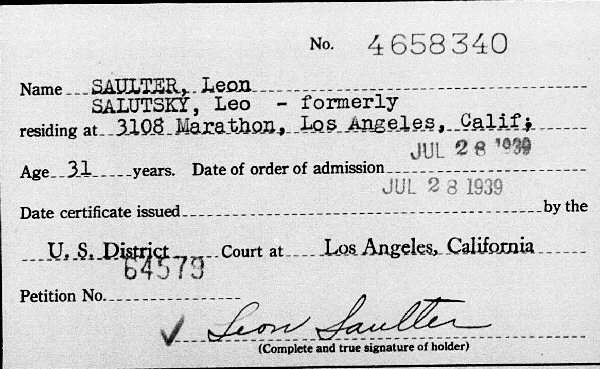 No. 4658340
Name SAULTER, Leon
SALUTSKY, Leo - formerly
residing at 3108 Marathon, Los Angeles, Calif;
Age 31 years. Date of order of admission JUL 28 1939
Date certificate issued JUL 28 1939 by the
U. S. District Court at Los Angeles, California
Petition No. 64579
Leon Saulter
(Complete and true signature of holder)